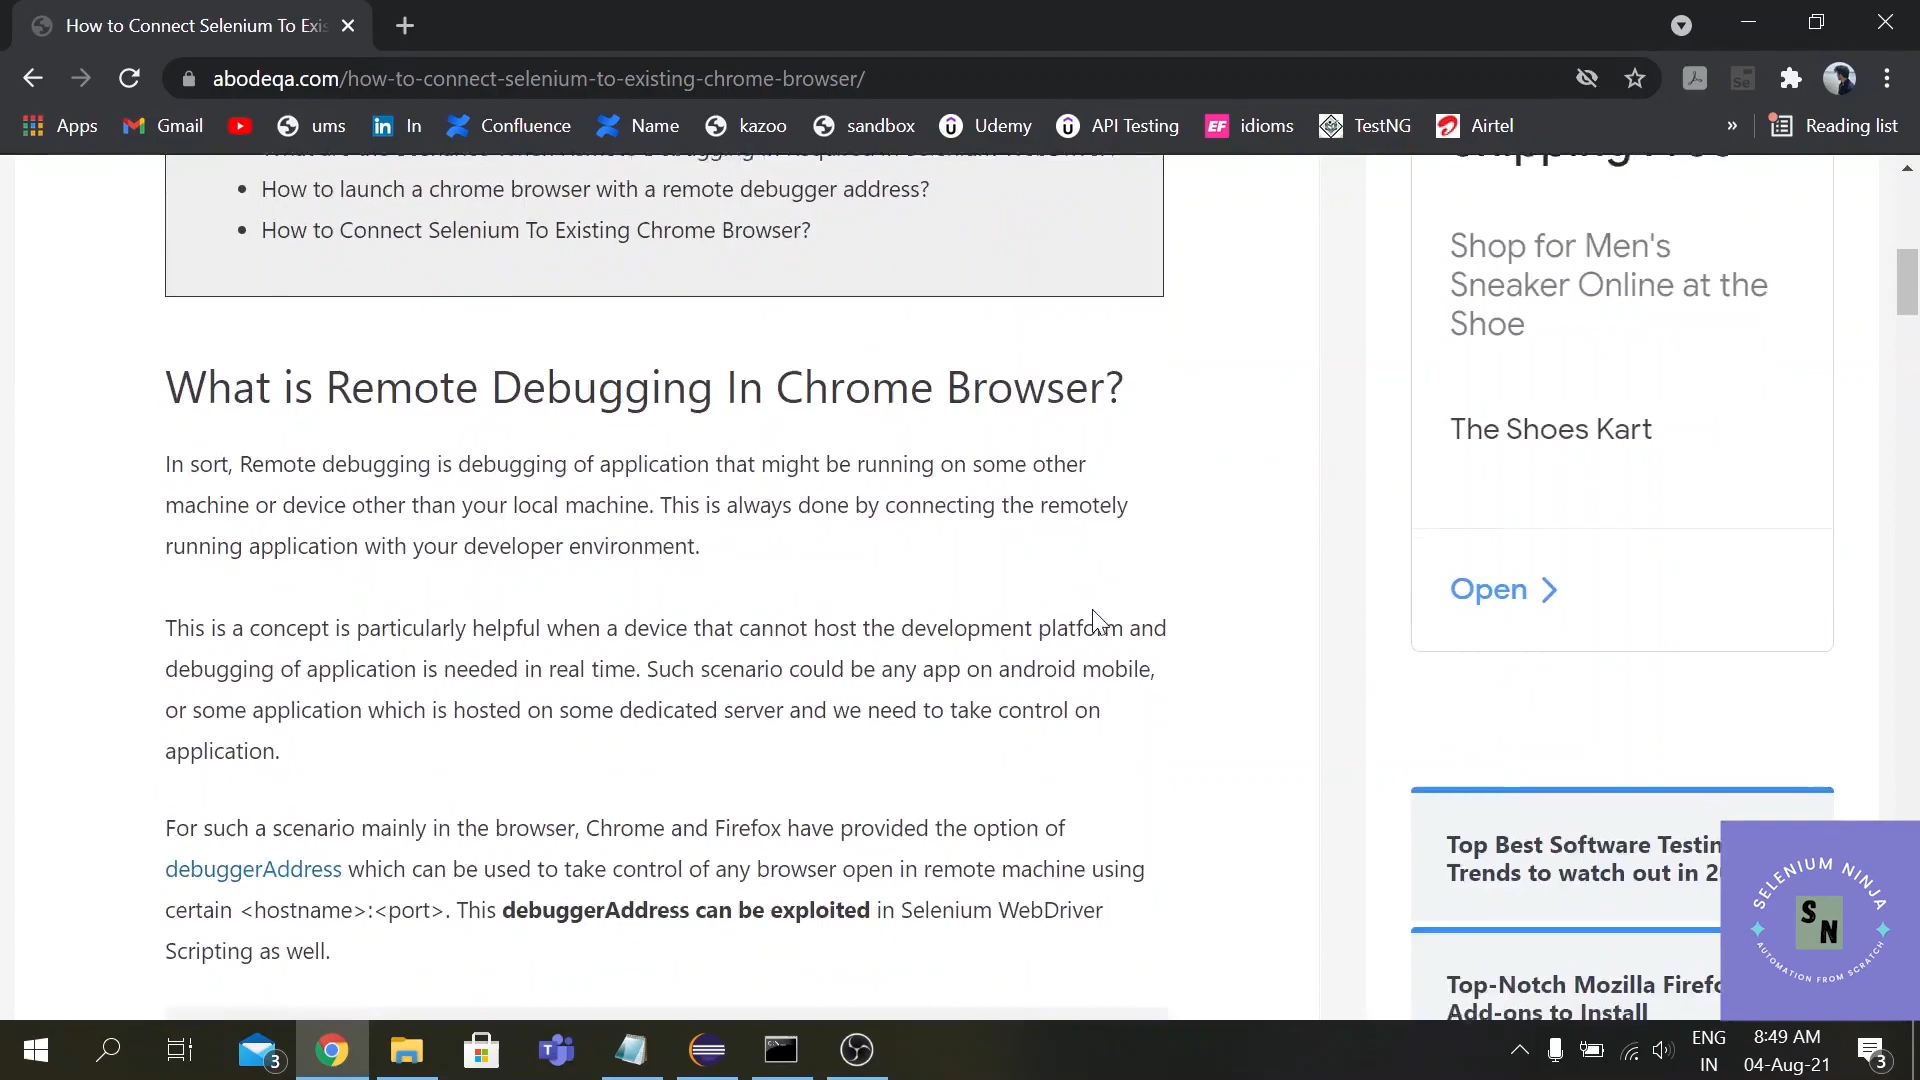 How to Connect Selenium To Exis
abodeqa.com/how-to-connect-selenium-to-existing-chrome-browser/
Apps Gmail ums In Confluence Name kazoo sandbox Udemy API Testing EF idioms TestNG Airtel » Reading list
How to launch a chrome browser with a remote debugger address?
How to Connect Selenium To Existing Chrome Browser?
What is Remote Debugging In Chrome Browser?
In sort, Remote debugging is debugging of application that might be running on some other
machine or device other than your local machine. This is always done by connecting the remotely
running application with your developer environment.
This is a concept is particularly helpful when a device that cannot host the development platform and
debugging of application is needed in real time. Such scenario could be any app on android mobile,
or some application which is hosted on some dedicated server and we need to take control on
application.
For such a scenario mainly in the browser, Chrome and Firefox have provided the option of
debuggerAddress which can be used to take control of any browser open in remote machine using
certain <hostname>:<port>. This debuggerAddress can be exploited in Selenium WebDriver
Scripting as well.
Shop for Men's
Sneaker Online at the
Shoe
The Shoes Kart
Open
Top Best Software Testin
Trends to watch out in 2
Top-Notch Mozilla Firefo
Add-ons to Install
SELENIUM NINJA
S N
AUTOMATION FROM SCRATCH
3
ENG
IN
8:49 AM
04-Aug-21
3